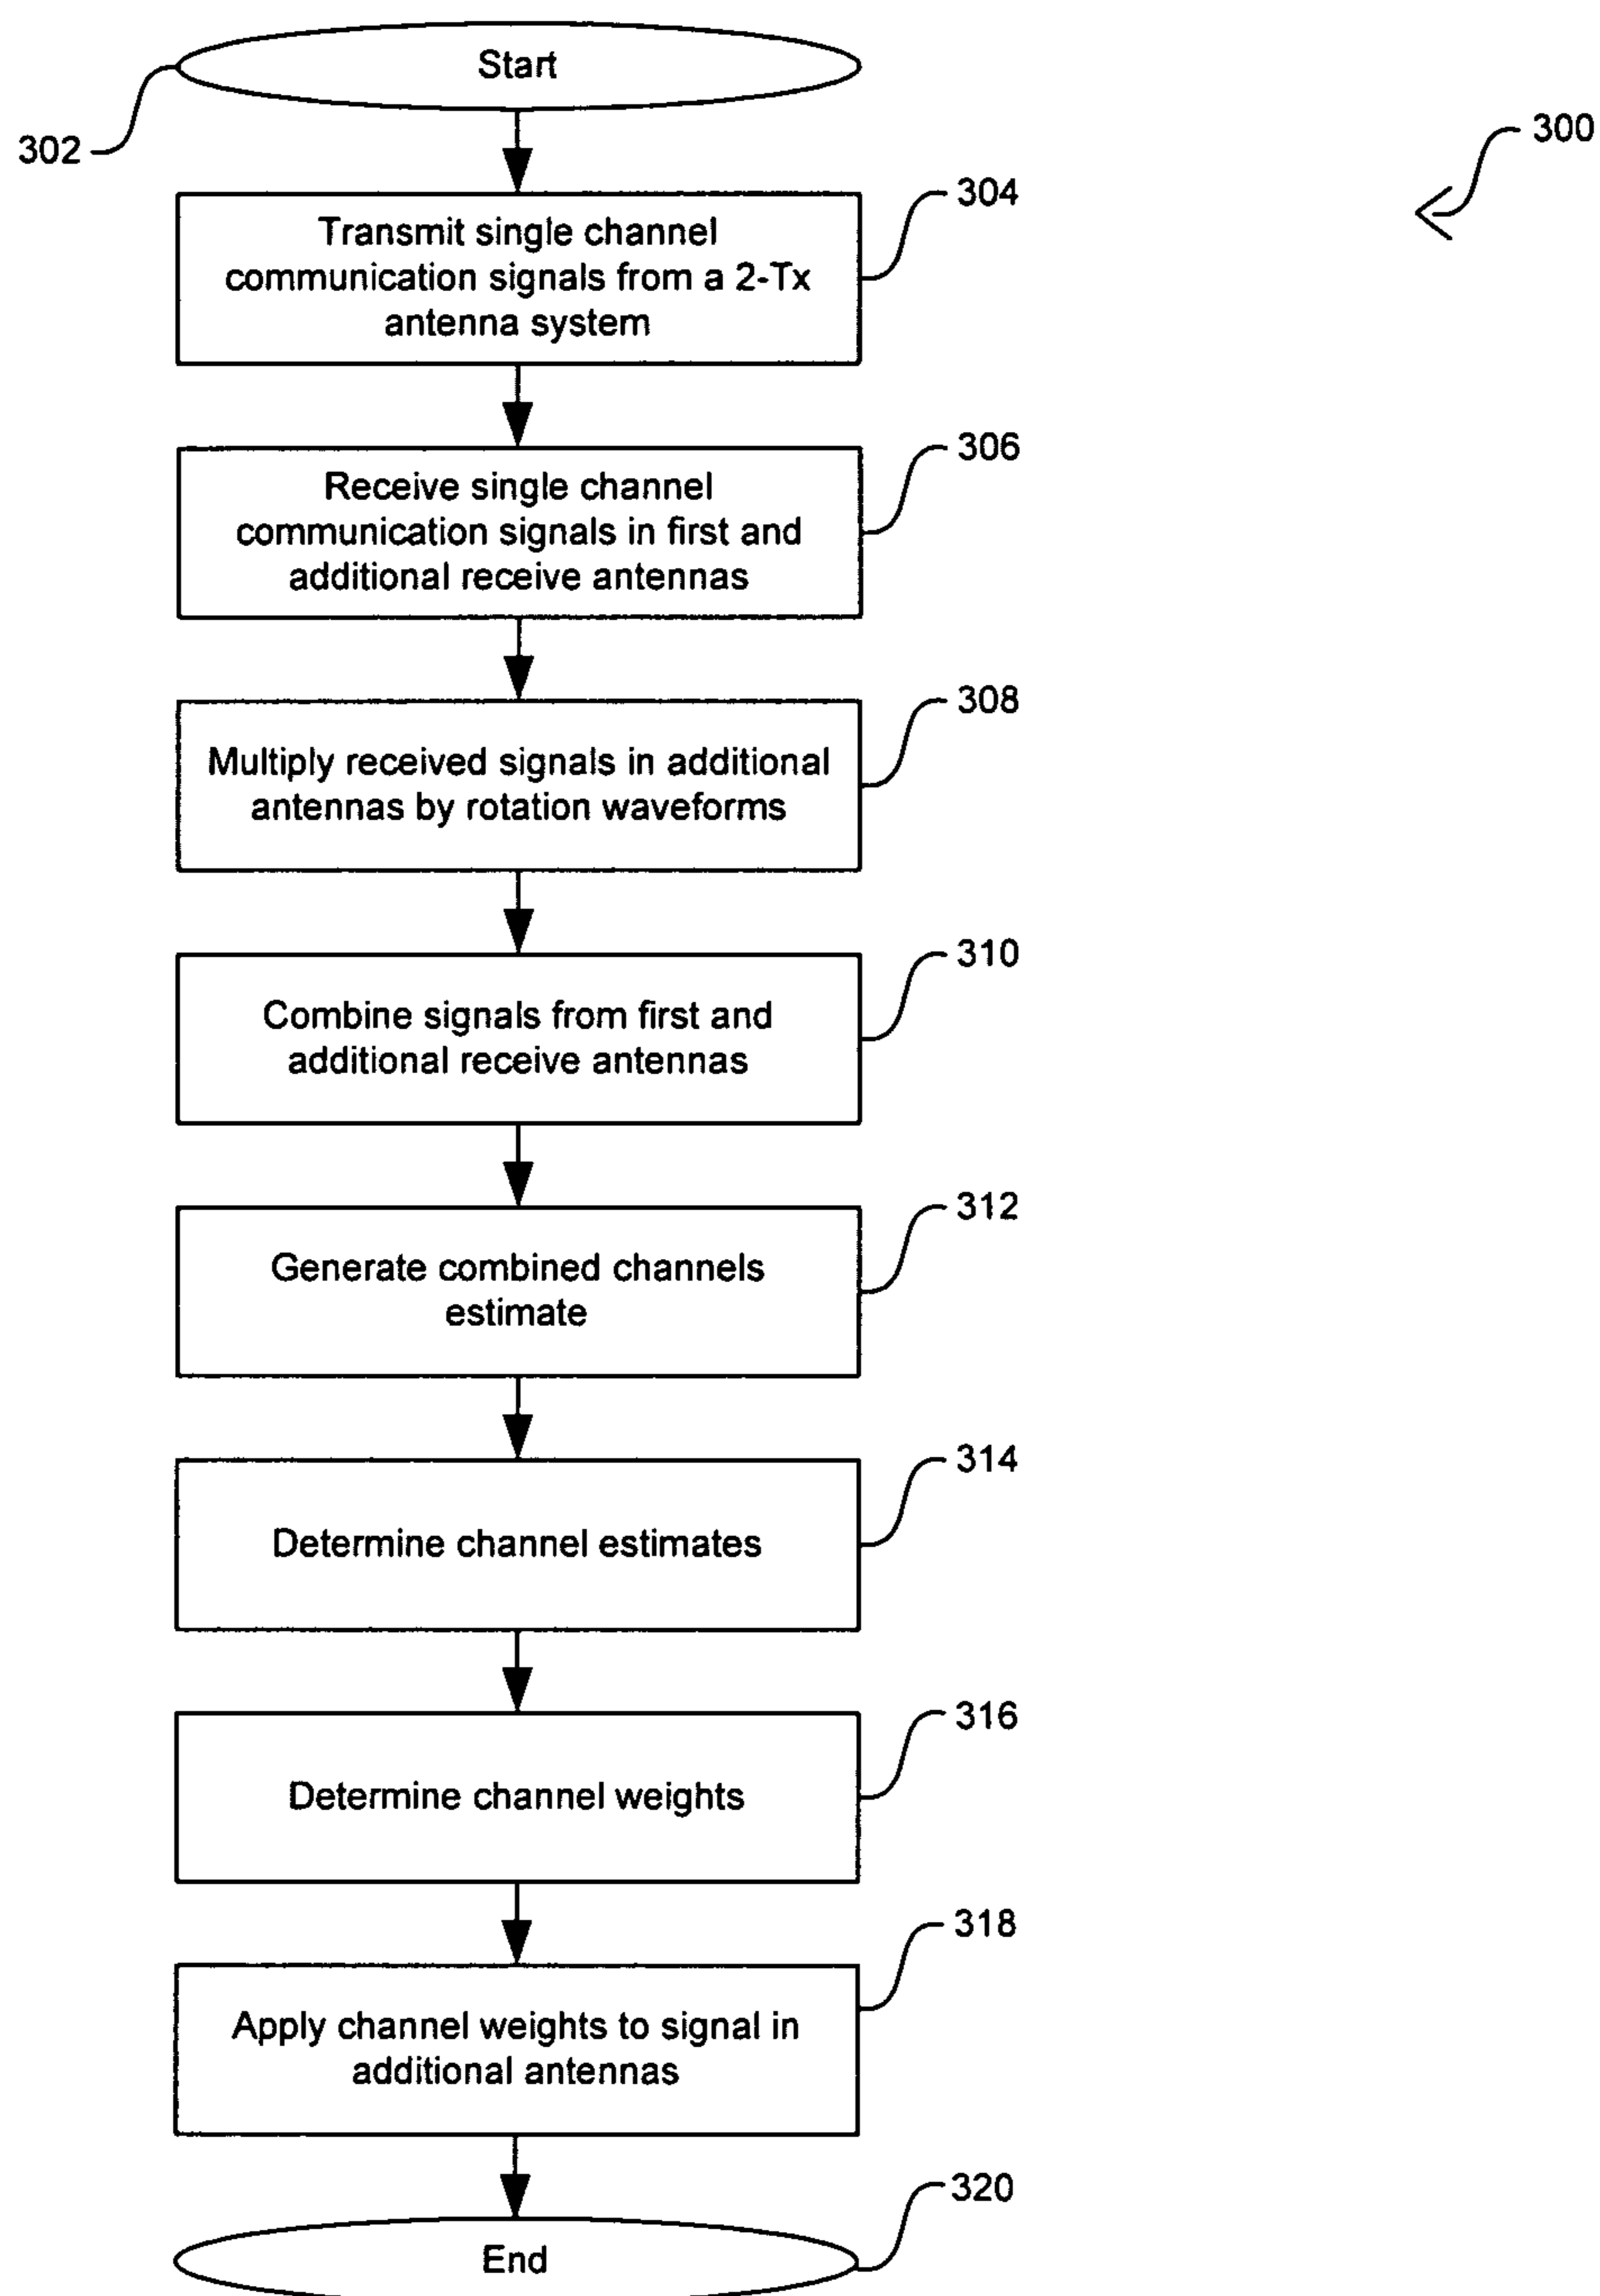 Start
302
300
304
Transmit single channel
communication signals from a 2-Tx
antenna system
306
Receive single channel
communication signals in first and
additional receive antennas
308
Multiply received signals in additional
antennas by rotation waveforms
310
Combine signals from first and
additional receive antennas
312
Generate combined channels
estimate
314
Determine channel estimates
316
Determine channel weights
318
Apply channel weights to signal in
additional antennas
320
End